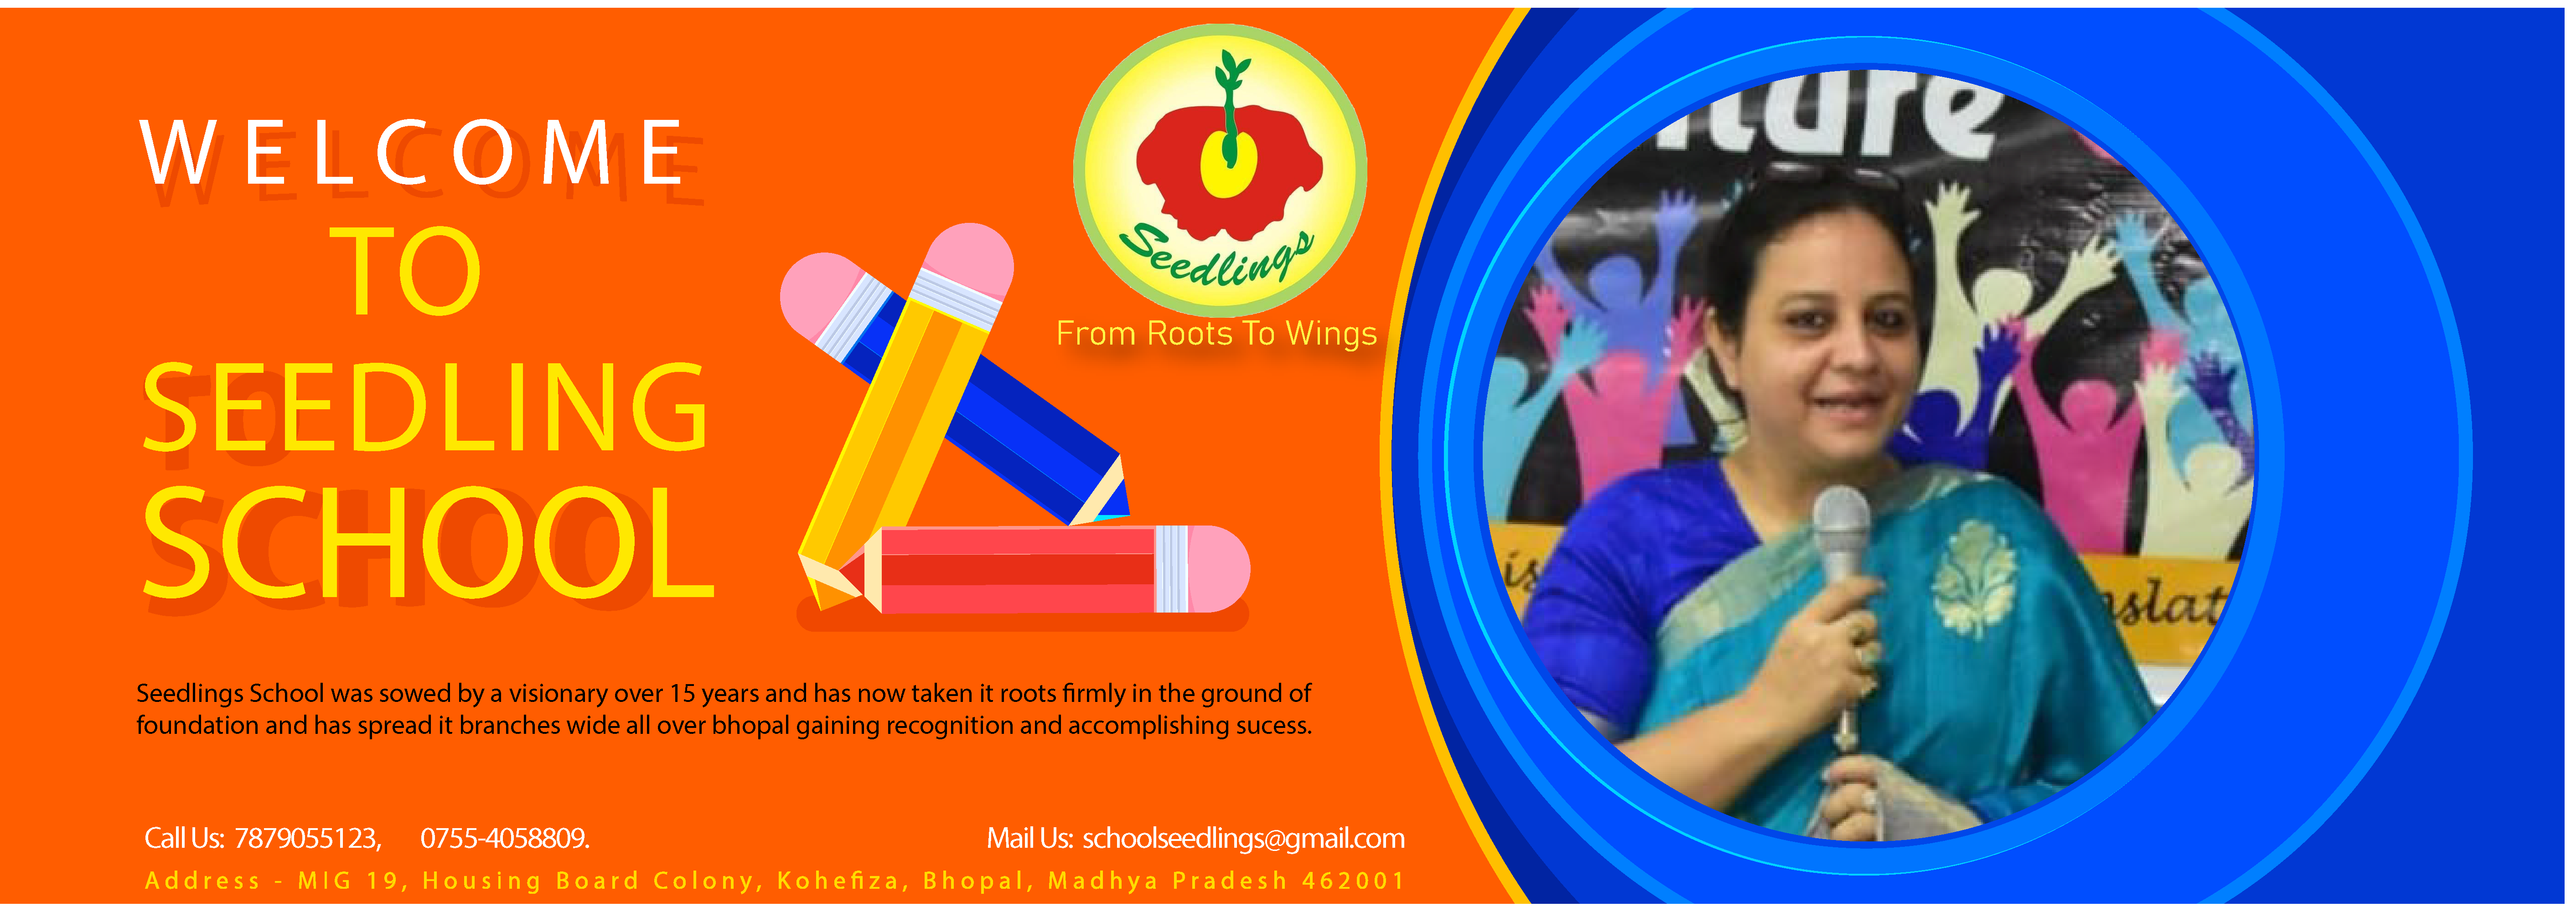 WELCOME
TO
SEEDLING
SCHOOL
Seedlings
From Roots To Wings
Seedlings School was sowed by a visionary over 15 years and has now taken it roots firmly in the ground of
foundation and has spread it branches wide all over bhopal gaining recognition and accomplishing sucess.
Call Us: 7879055123, 0755-4058809.
Mail Us: schoolseedlings@gmail.com
Address - MIG 19, Housing Board Colony, Kohefiza, Bhopal, Madhya Pradesh 462001